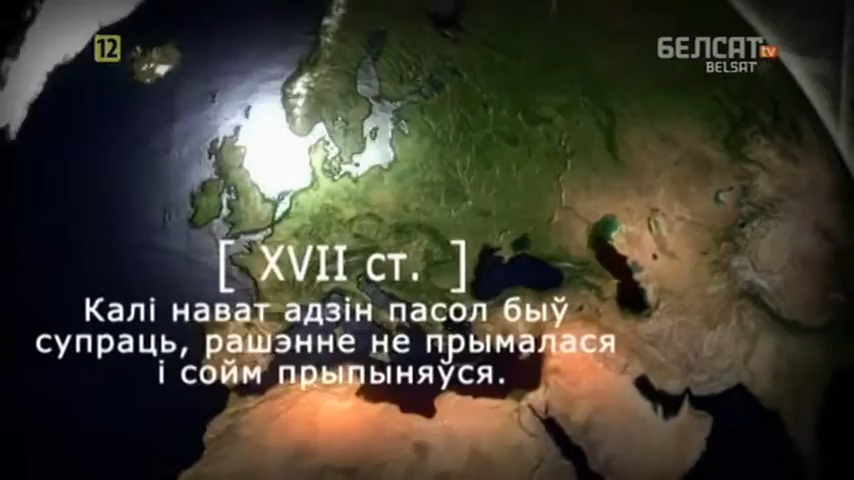 12
БЕЛСАТ tv
BELSAT
[ XVII ст. ]
Калі нават адзін пасол быў
супраць, рашэнне не прымалася
і сойм прыпыняўся.